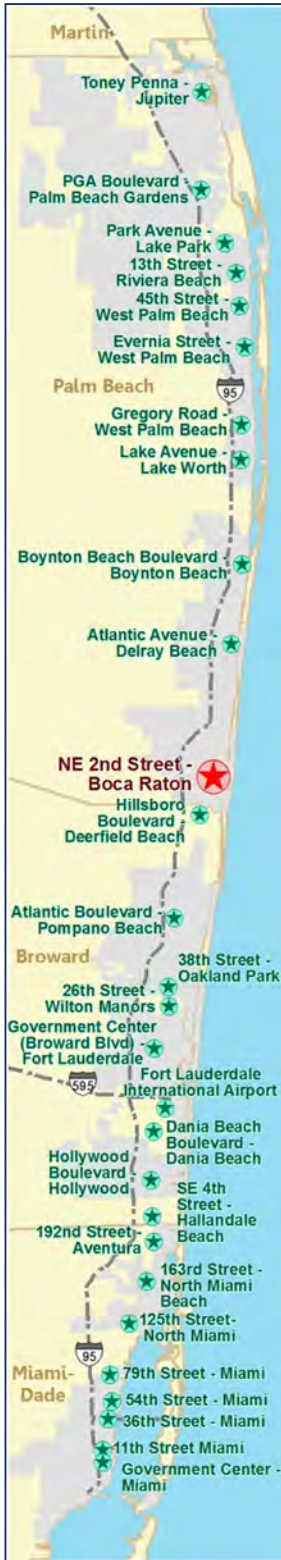 Martin
Toney Penna -
Jupiter
PGA Boulevard -
Palm Beach Gardens
Park Avenue -
Lake Park
13th Street -
Riviera Beach
45th Street -
West Palm Beach
Evernia Street -
West Palm Beach
Palm Beach
95
Gregory Road -
West Palm Beach
Lake Avenue -
Lake Worth
Boynton Beach Boulevard -
Boynton Beach
Atlantic Avenue -
Delray Beach
NE 2nd Street -
Boca Raton
Hillsboro
Boulevard -
Deerfield Beach
Atlantic Boulevard -
Pompano Beach
Broward
38th Street -
Oakland Park
26th Street -
Wilton Manors
Government Center
(Broward Blvd) -
Fort Lauderdale
595
Fort Lauderdale
International Airport
Dania Beach
Boulevard -
Dania Beach
Hollywood
Boulevard -
Hollywood
SE 4th
Street -
Hallandale
Beach
192nd Street -
Aventura
163rd Street -
North Miami
Beach
125th Street-
North Miami
95
Miami-
Dade
79th Street - Miami
54th Street - Miami
36th Street - Miami
11th Street Miami
Government Center -
Miami